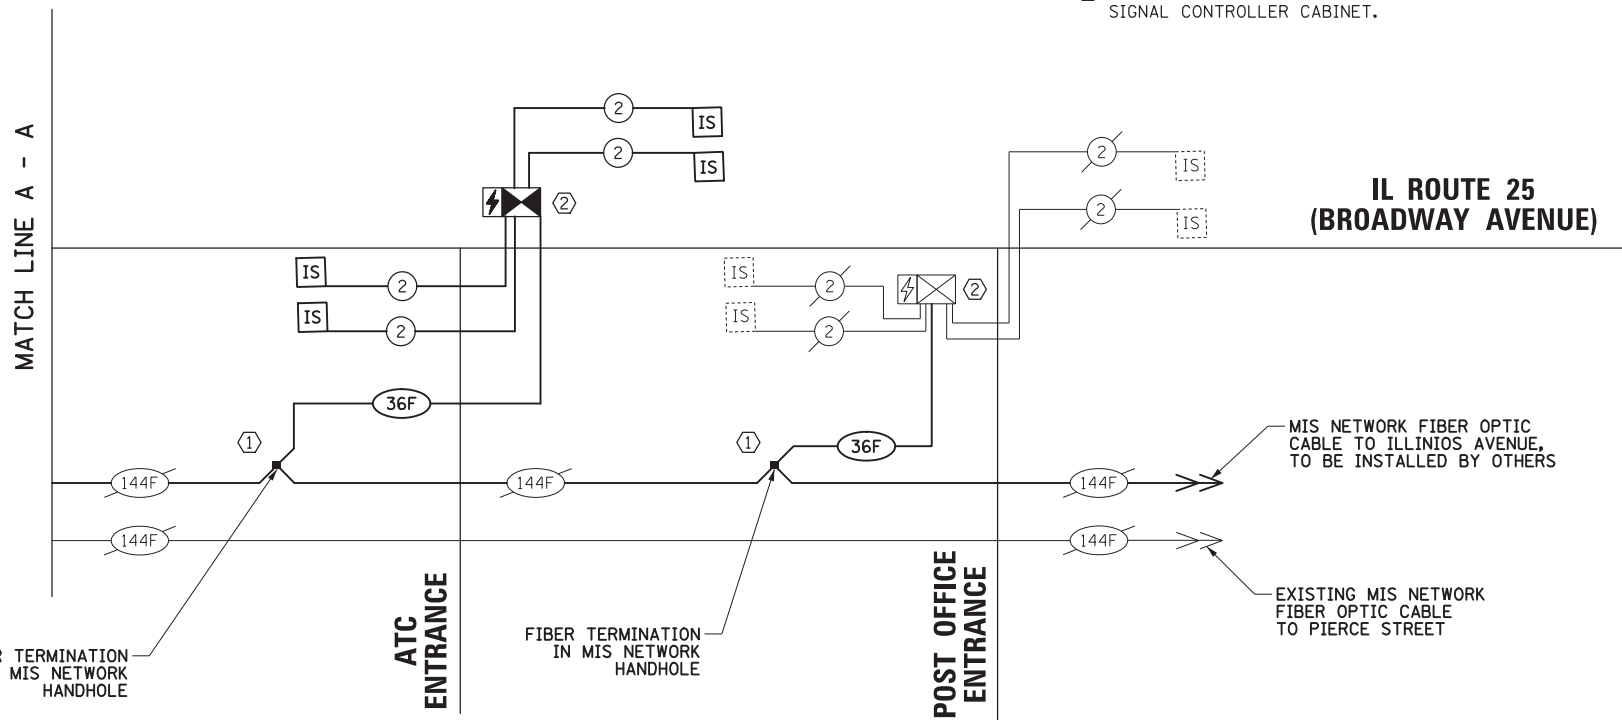 SIGNAL CONTROLLER CABINET.
MATCH LINE A - A
2
IS
2
IS
2
2
IS
2
IS
IL ROUTE 25
(BROADWAY AVENUE)
IS
2
IS
2
IS
2
IS
2
2
36F
1
36F
1
144F
144F
144F
MIS NETWORK FIBER OPTIC
CABLE TO ILLINIOS AVENUE,
TO BE INSTALLED BY OTHERS
144F
144F
EXISTING MIS NETWORK
FIBER OPTIC CABLE
TO PIERCE STREET
ATC
ENTRANCE
POST OFFICE
ENTRANCE
FIBER TERMINATION
IN MIS NETWORK
HANDHOLE
TERMINATION
MIS NETWORK
HANDHOLE